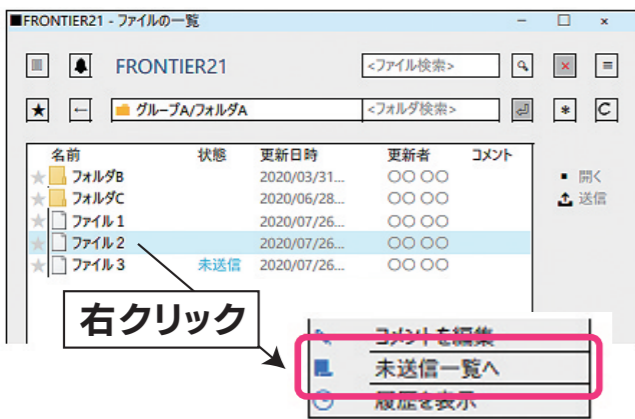 ■FRONTIER21 - ファイルの一覧
FRONTIER21
<ファイル検索>
グループA/フォルダA
<フォルダ検索>
名前 状態 更新日時 更新者 コメント
フォルダB 2020/03/31... 〇〇 〇〇
フォルダC 2020/06/28... 〇〇 〇〇
ファイル 1 2020/07/26... 〇〇 〇〇
ファイル 2 2020/07/26... 〇〇 〇〇
ファイル 3 未送信 2020/07/26... 〇〇 〇〇
開く
送信
右クリック
コメントを編集
未送信一覧へ
履歴を表示